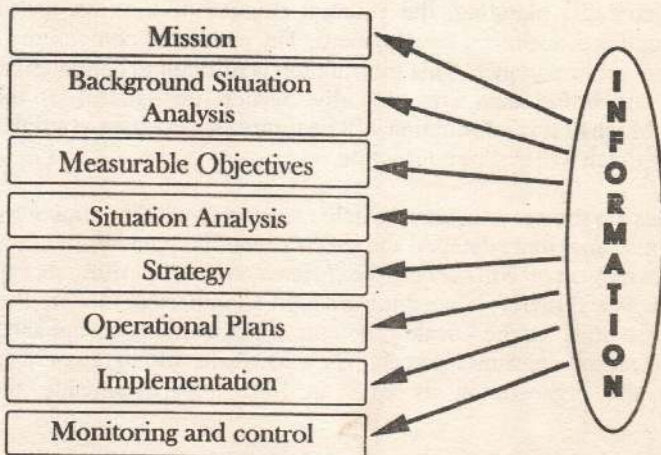 Mission
Background Situation
Analysis
Measurable Objectives
Situation Analysis
Strategy
Operational Plans
Implementation
Monitoring and control
INFORMATION